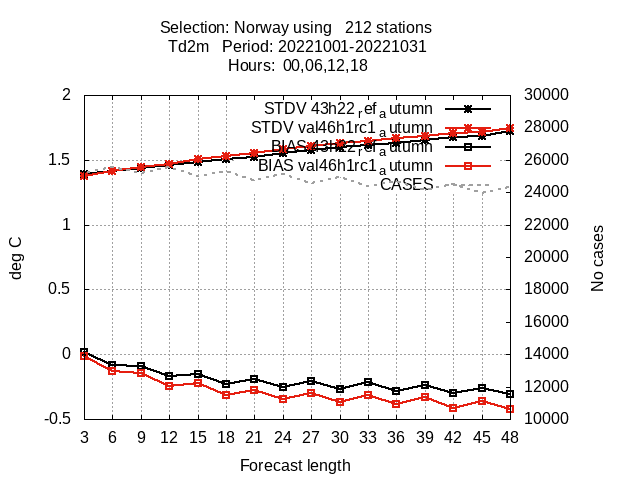 Selection: Norway using   212 stations
Td2m   Period: 20221001-20221031
Hours: 00,06,12,18
2
1.5
1
0.5
0
-0.5
30000
28000
26000
24000
22000
20000
18000
16000
14000
12000
10000
deg C
No cases
STDV 43h22_ref_autumn
STDV val46h1rc1_autumn
BIAS 43h22_ref_autumn
BIAS val46h1rc1_autumn
CASES
3 6 9 12 15 18 21 24 27 30 33 36 39 42 45 48
Forecast length